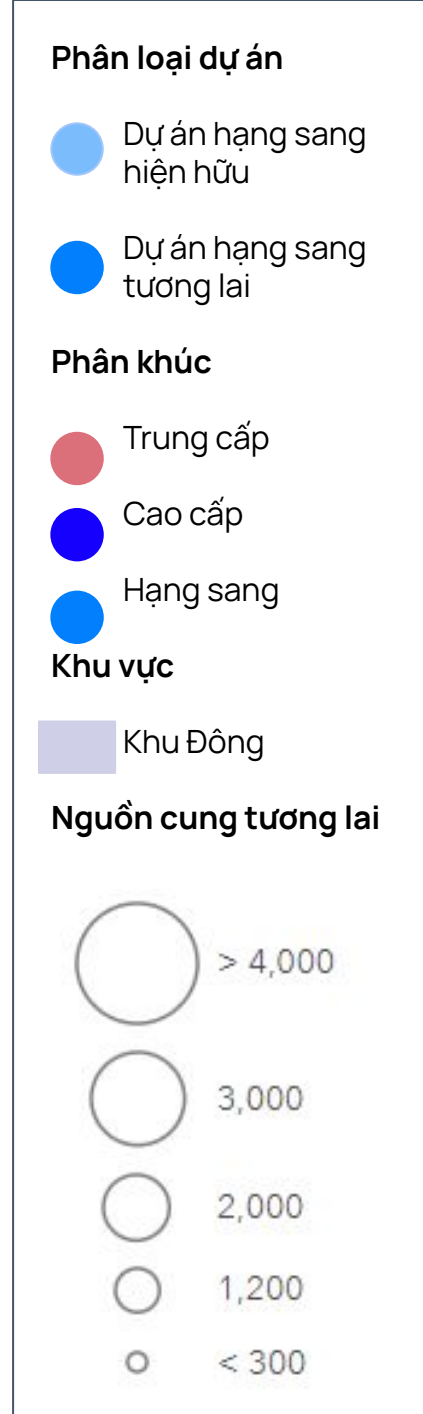 Phân loại dự án
Dự án hạng sang
hiện hữu
Dự án hạng sang
tương lai
Phân khúc
Trung cấp
Cao cấp
Hạng sang
Khu vực
Khu Đông
Nguồn cung tương lai
> 4,000
3,000
2,000
1,200
< 300